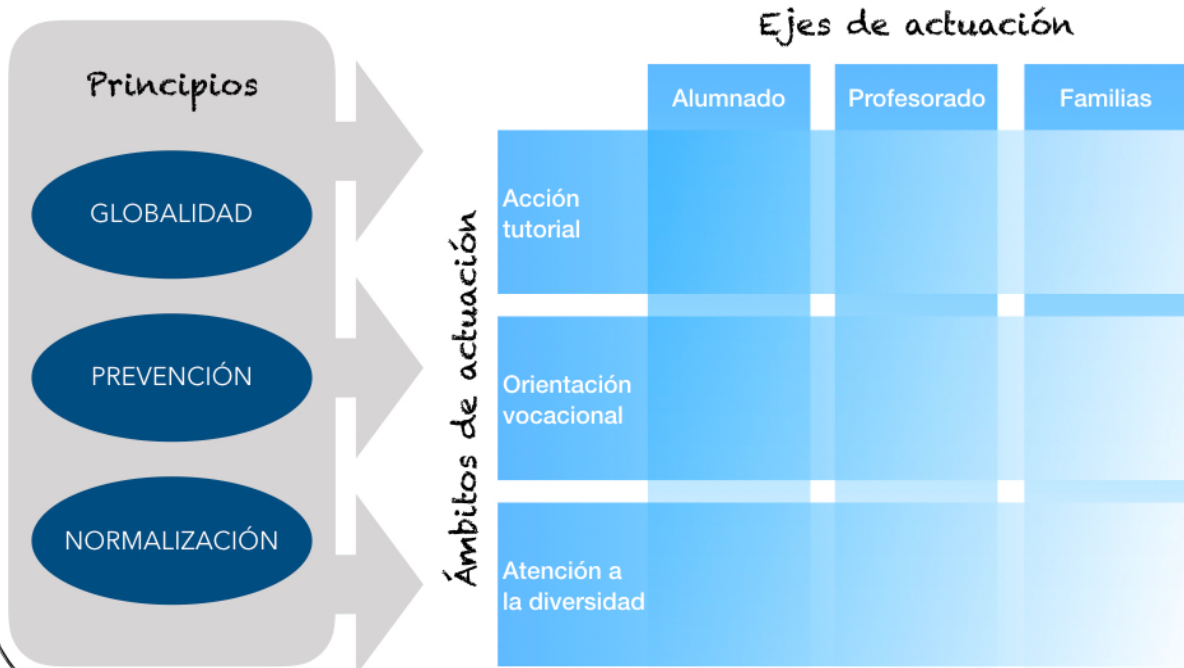 Principios
GLOBALIDAD
PREVENCIÓN
NORMALIZACIÓN
Ámbitos de actuación
Ejes de actuación
Alumnado Profesorado Familias
Acción
tutorial
Orientación
vocacional
Atención a
la diversidad